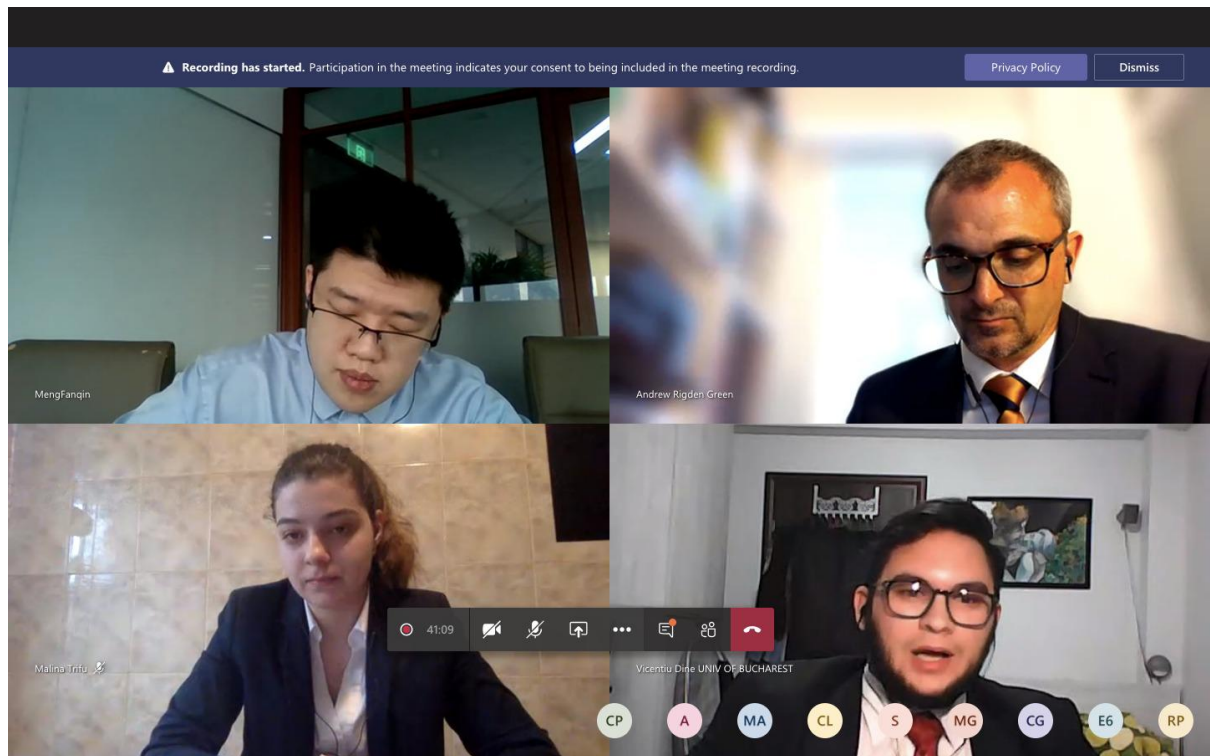 Recording has started. Participation in the meeting indicates your consent to being included in the meeting recording.
Privacy Policy
Dismiss
MengFanqin
Andrew Rigden Green
41:09
Malina Trifu
Vicentiu Dine UNIV OF BUCHAREST
CP A MA CL S MG CG E6 RP